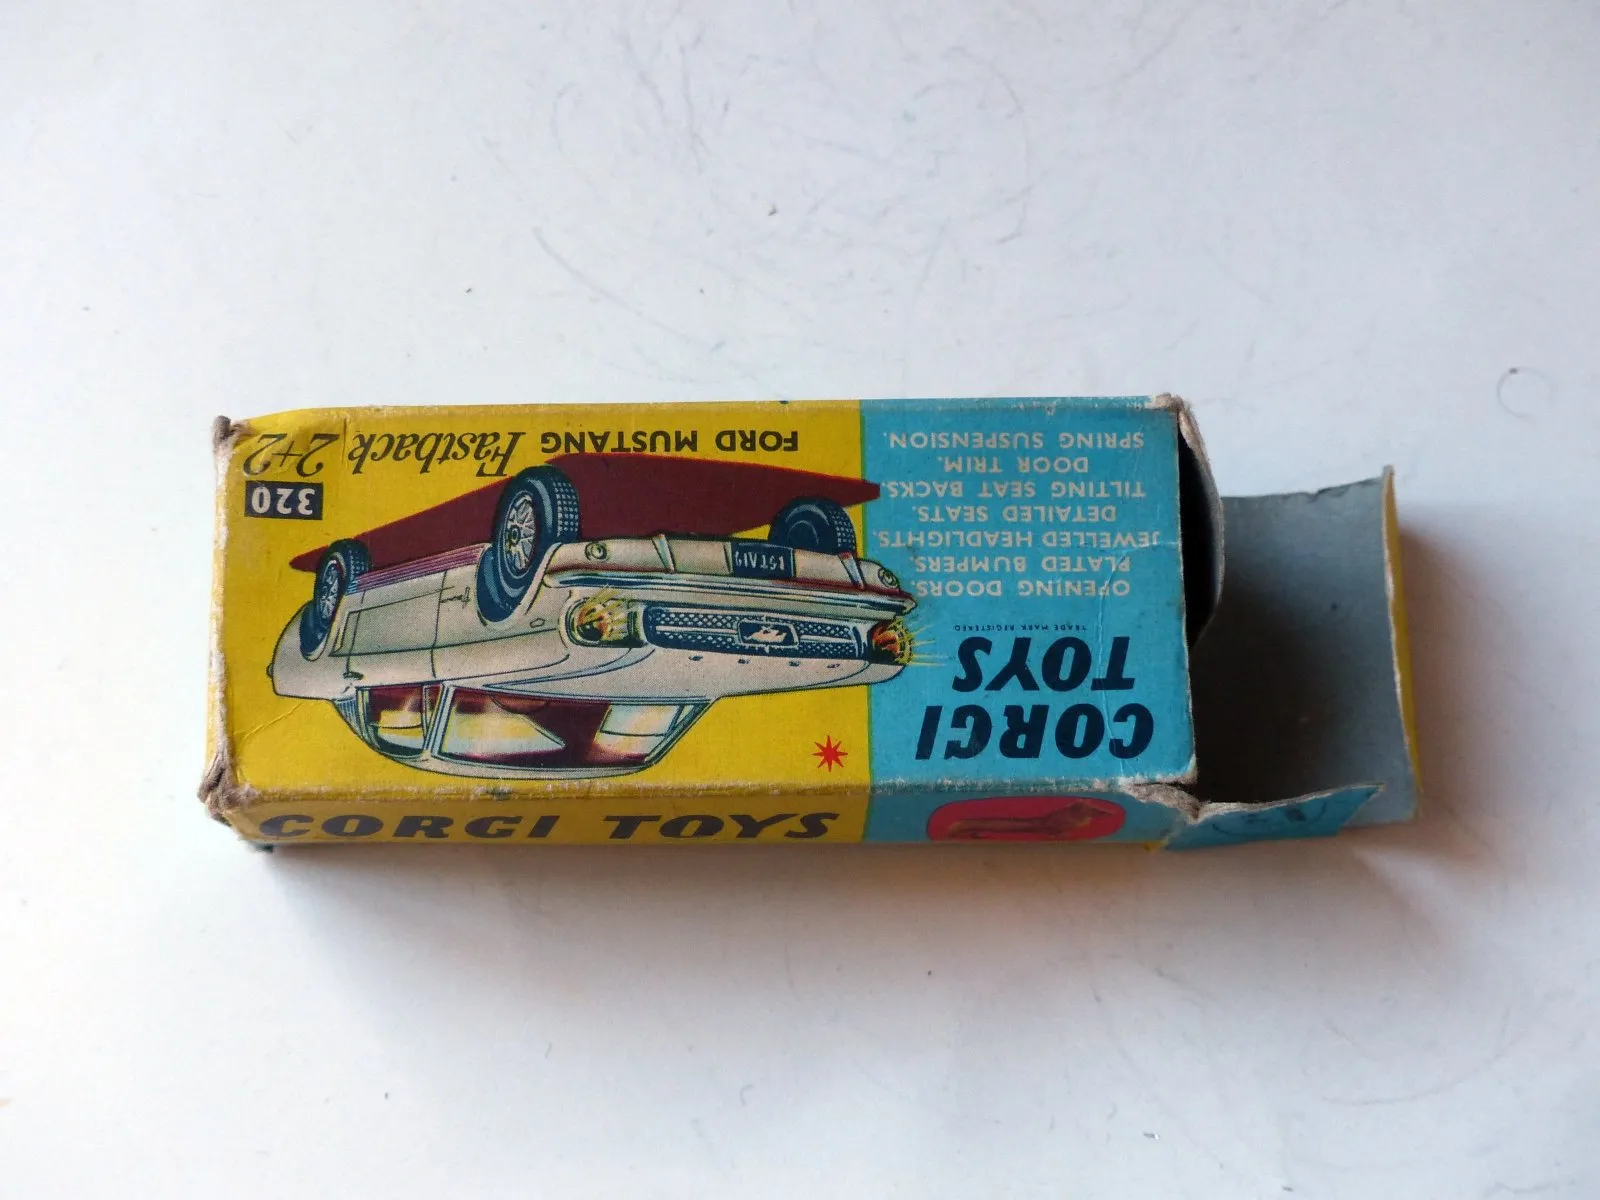 CORGI
TOYS
TRADE MARK REGISTERED
OPENING DOORS.
PLATED BUMPERS.
JEWELLED HEADLIGHTS.
DETAILED SEATS.
TILTING SEAT BACKS.
DOOR TRIM.
SPRING SUSPENSION.
320
FORD MUSTANG Fastback 2+2
CORGI TOYS